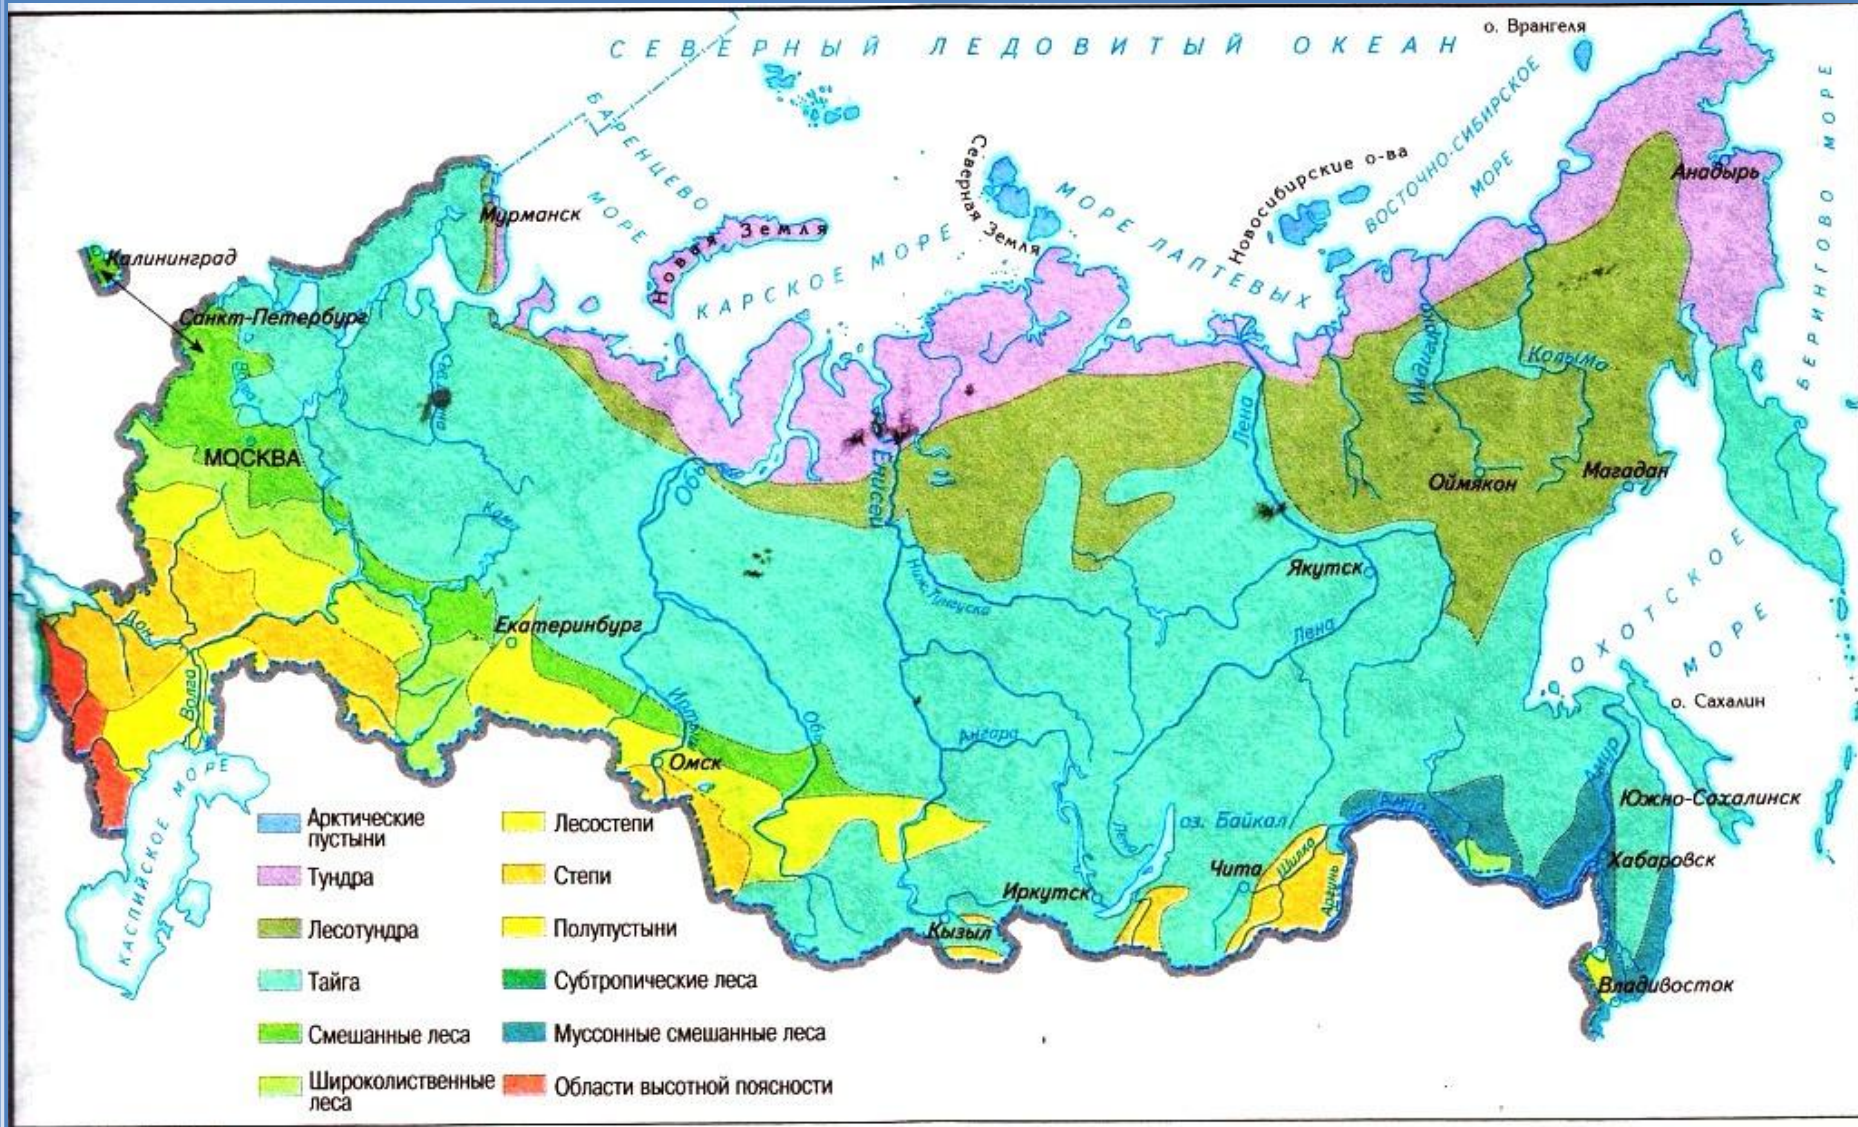 о. Врангеля
СЕВЕРНЫЙ ЛЕДОВИТЫЙ ОКЕАН
БАРЕНЦЕВО
МОРЕ
Северная Земля
МОРЕ ЛАПТЕВЫХ
Новосибирские о-ва
ВОСТОЧНО-СИБИРСКОЕ
МОРЕ
Анадырь
БЕРИНГОВО МОРЕ
Мурманск
Новая Земля
КАРСКОЕ МОРЕ
Калининград
Санкт-Петербург
Индигирка
Колыма
Лена
МОСКВА
Обь
Енисей
Оймякон
Магадан
Кама
Якутск
Ниж. Тунгуска
Екатеринбург
Дон
Лена
ОХОТСКОЕ
МОРЕ
Волга
Иртыш
Обь
о. Сахалин
Ангара
Омск
Амур
КАСПИЙСКОЕ МОРЕ
Амур
Южно-Сахалинск
оз. Байкал
Лена
Хабаровск
Чита
Шилка
Аргунь
Иркутск
Кызыл
Владивосток
Арктические
пустыни
Тундра
Лесотундра
Тайга
Смешанные леса
Широколиственные
леса
Лесостепи
Степи
Полупустыни
Субтропические леса
Муссонные смешанные леса
Области высотной поясности